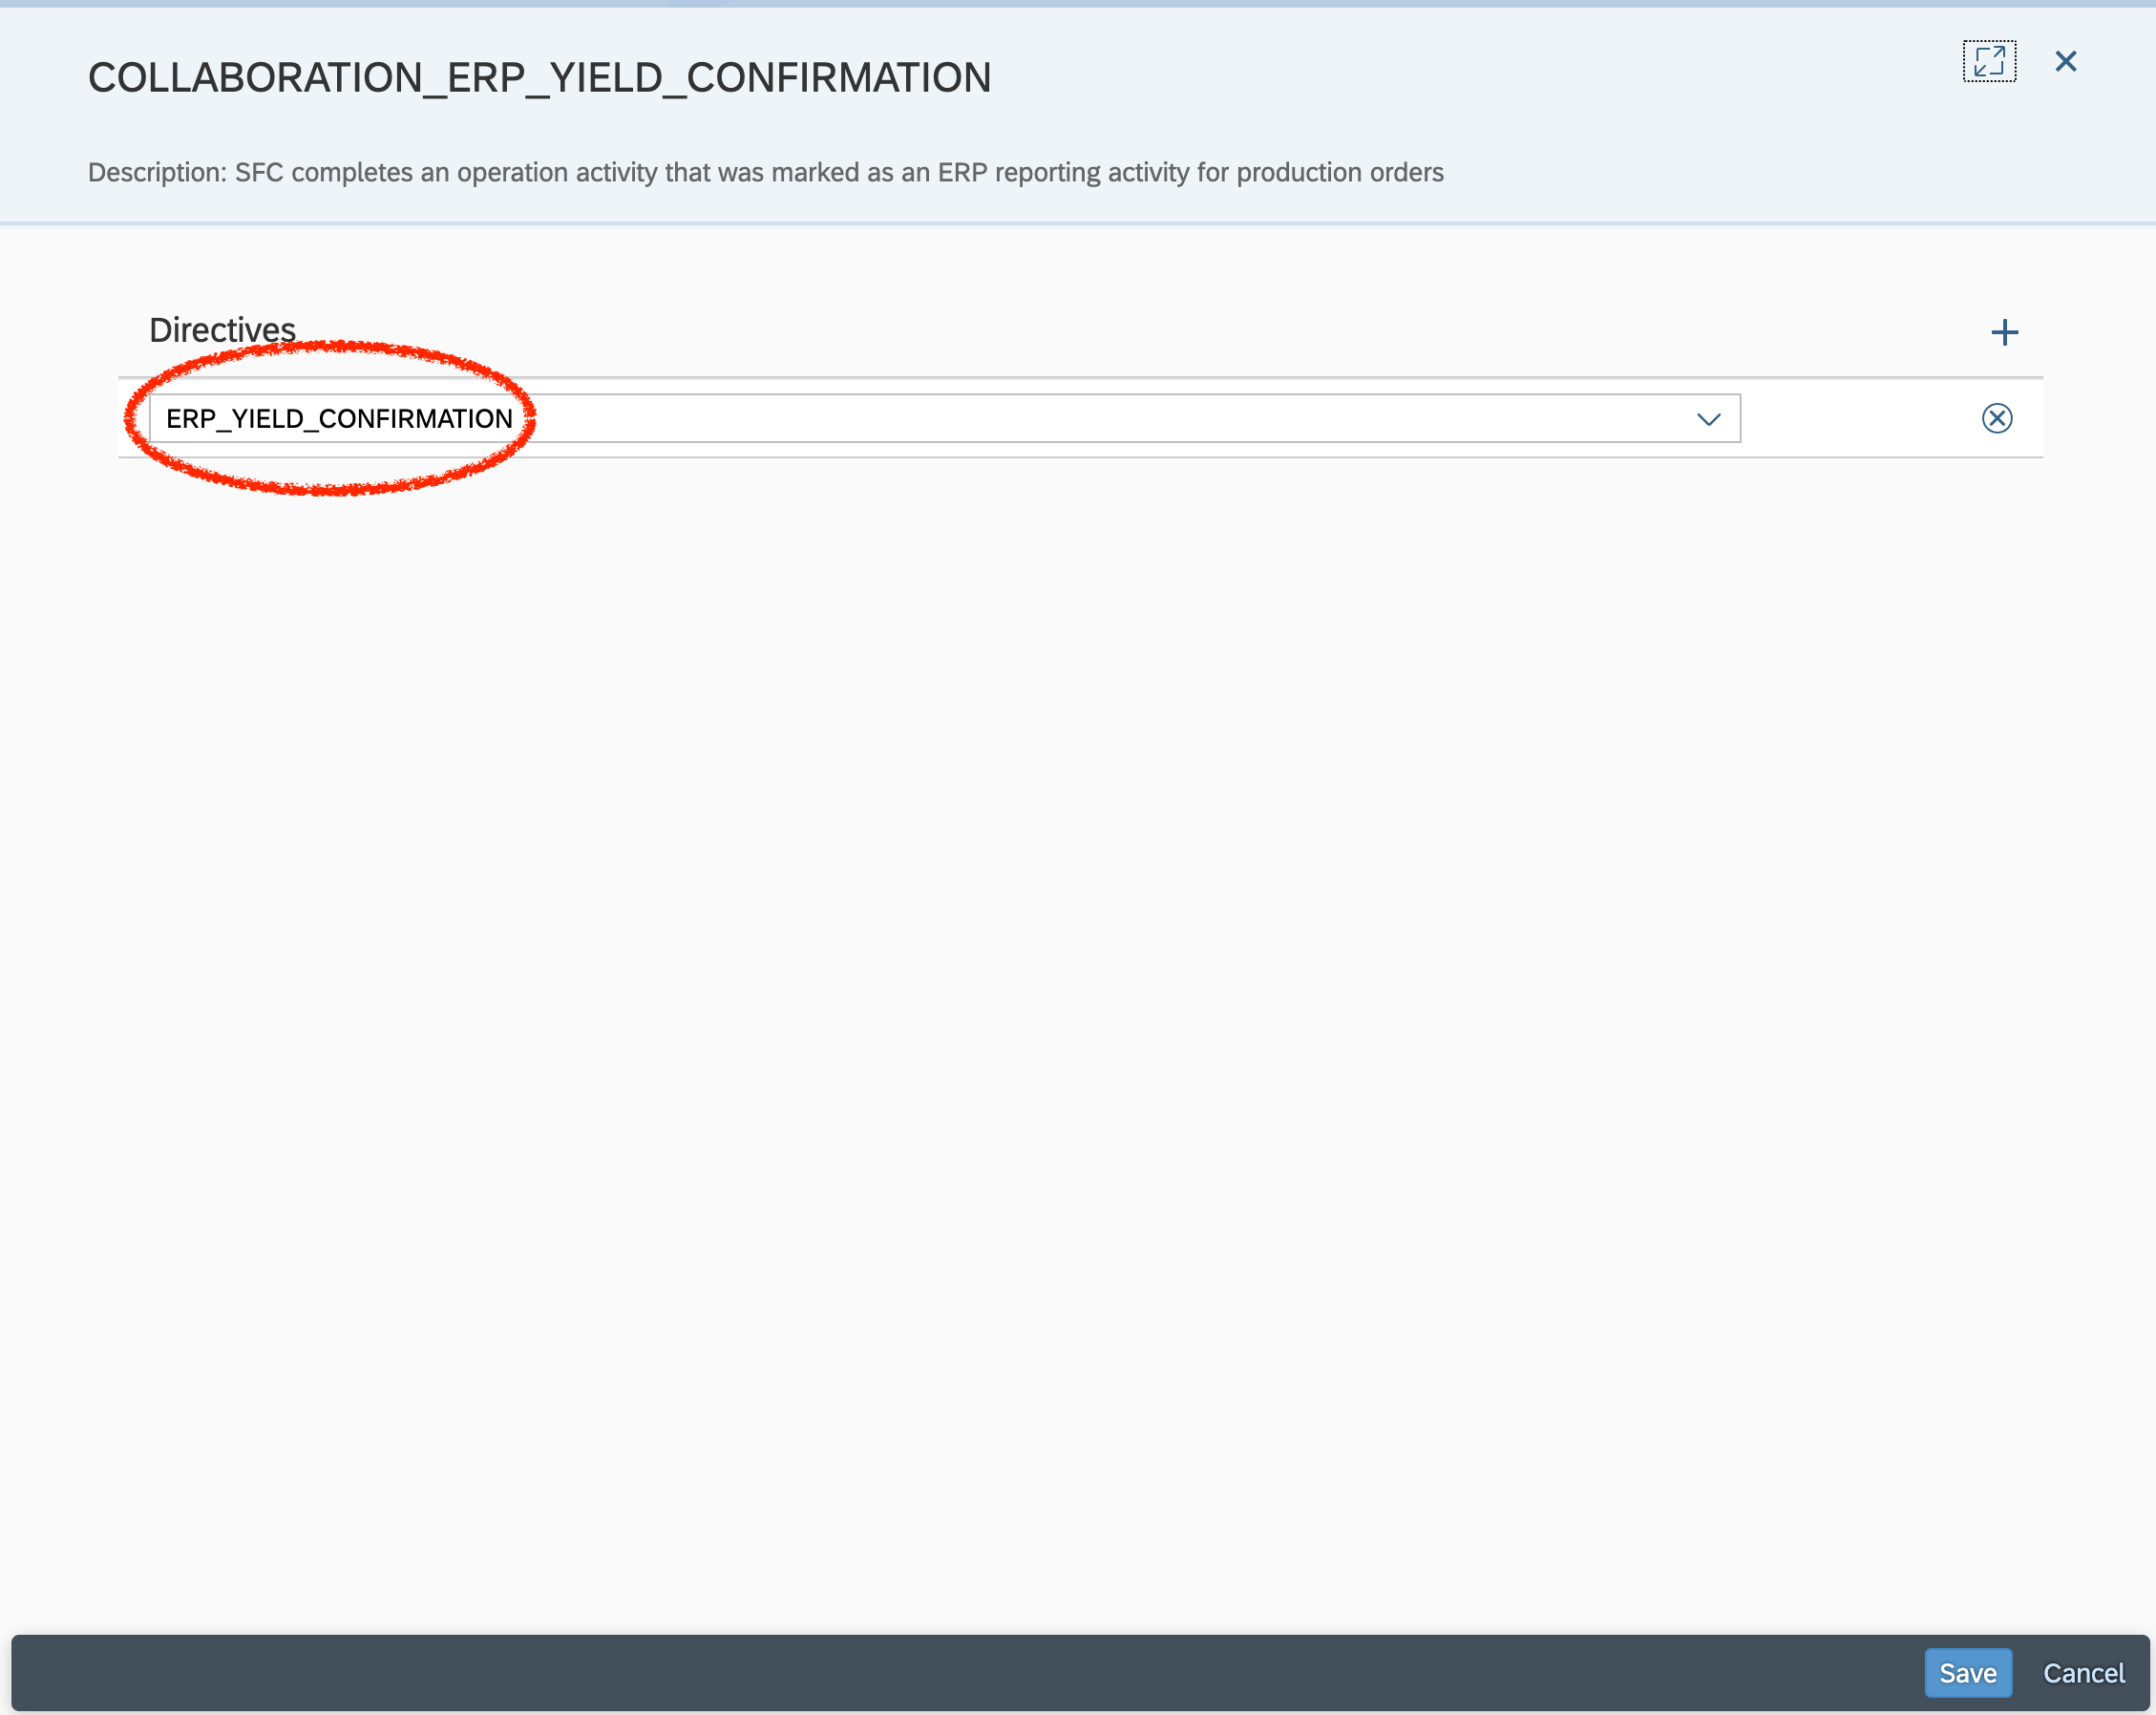 COLLABORATION_ERP_YIELD_CONFIRMATION
Description: SFC completes an operation activity that was marked as an ERP reporting activity for production orders
Directives
ERP_YIELD_CONFIRMATION
Save Cancel